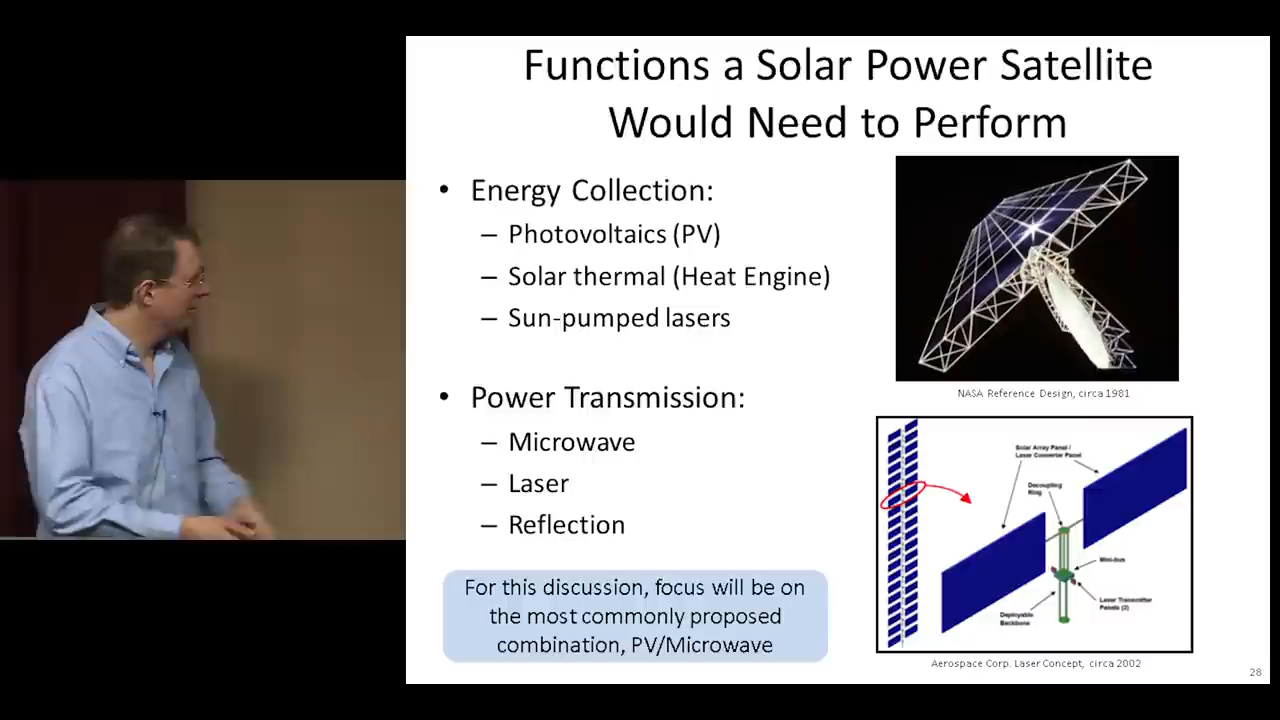 Functions a Solar Power Satellite
Would Need to Perform
• Energy Collection:
– Photovoltaics (PV)
– Solar thermal (Heat Engine)
– Sun-pumped lasers
• Power Transmission:
– Microwave
– Laser
– Reflection
For this discussion, focus will be on
the most commonly proposed
combination, PV/Microwave
NASA Reference Design, circa 1981
Solar Array Panel /
Laser Converter Panel
Decoupling
Ring
Mini-bus
Laser Transmitter
Panels (2)
Deployable
Backbone
Aerospace Corp. Laser Concept, circa 2002
28